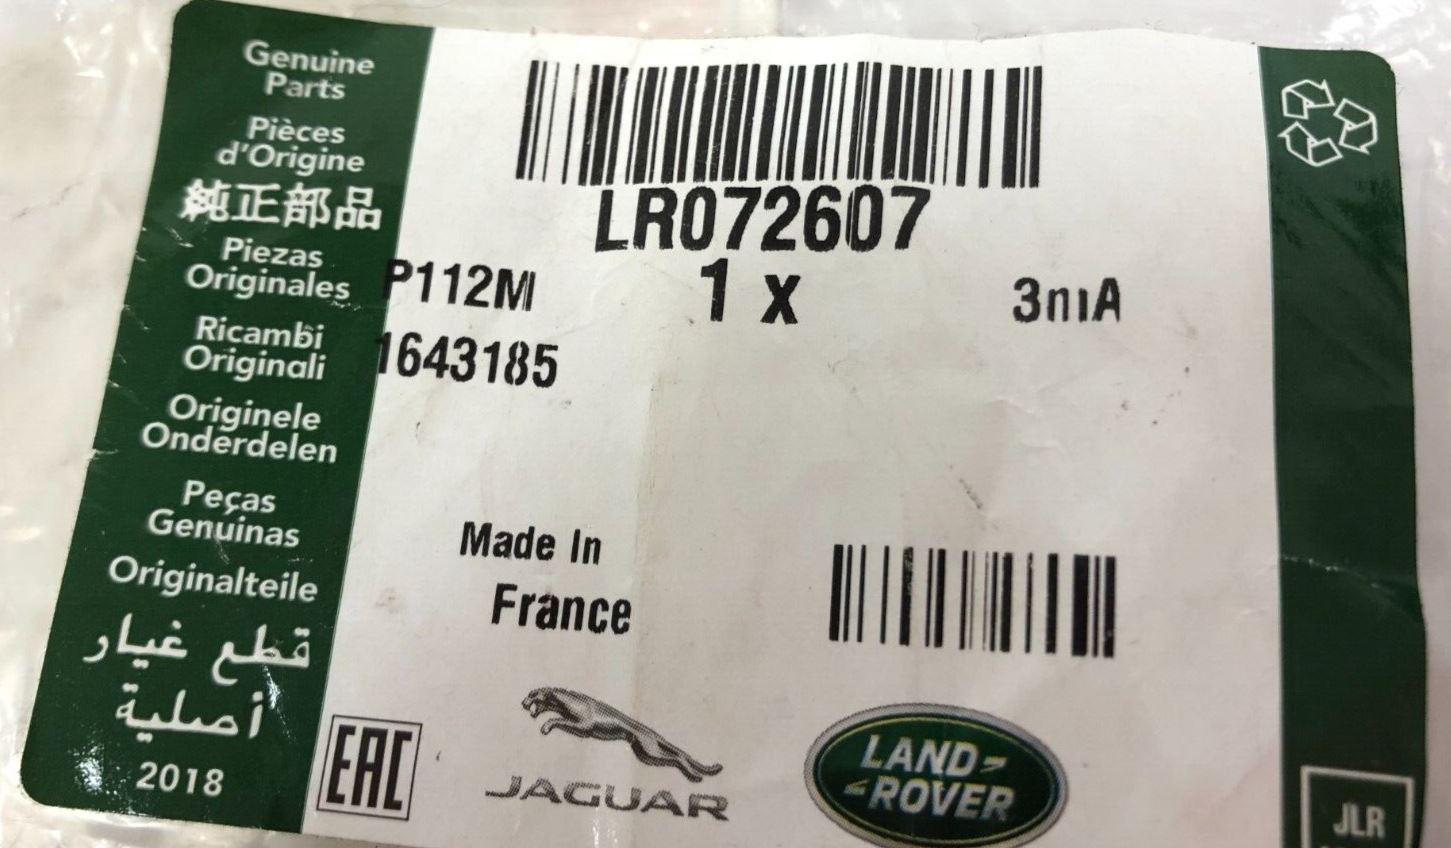 Genuine
Parts
Pièces
d'Origine
純正部品
Piezas
Originales
Ricambi
Originali
Originele
Onderdelen
Peças
Genuinas
Originalteile
قطع غيار
أصلية
2018
LR072607
P112M
1 x
3mA
1643185
Made In
France
EAC
JAGUAR
LAND-
-ROVER
JLR